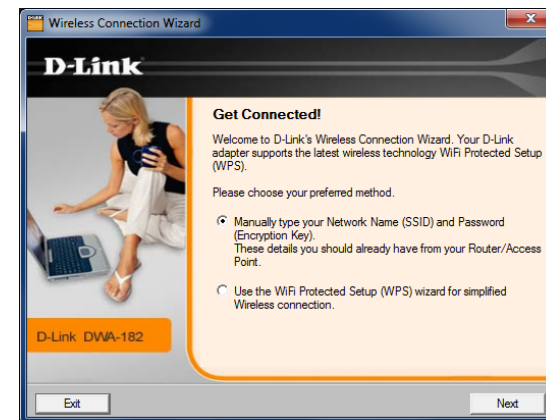 Wireless Connection Wizard
D-Link
Get Connected!
Welcome to D-Link's Wireless Connection Wizard. Your D-Link
adapter supports the latest wireless technology WiFi Protected Setup
(WPS).
Please choose your preferred method.
Manually type your Network Name (SSID) and Password
(Encryption Key).
These details you should already have from your Router/Access
Point.
Use the WiFi Protected Setup (WPS) wizard for simplified
Wireless connection.
D-Link DWA-182
Exit
Next